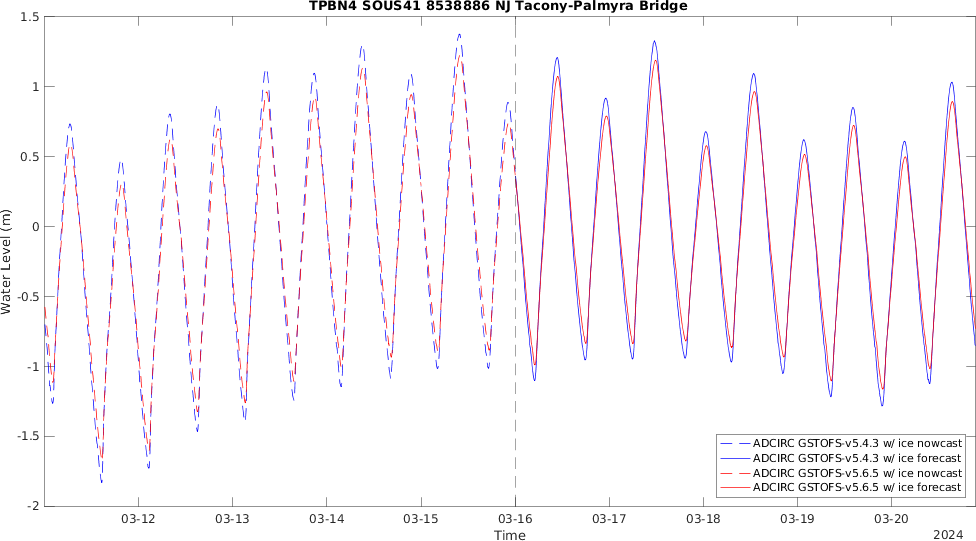 TPBN4 SOUS41 8538886 NJ Tacony-Palmyra Bridge
1.5
1
0.5
0
-0.5
-1
-1.5
-2
Water Level (m)
ADCIRC GSTOFS-v5.4.3 w/ ice nowcast
ADCIRC GSTOFS-v5.4.3 w/ ice forecast
ADCIRC GSTOFS-v5.6.5 w/ ice nowcast
ADCIRC GSTOFS-v5.6.5 w/ ice forecast
03-12 03-13 03-14 03-15 03-16 03-17 03-18 03-19 03-20
Time
2024